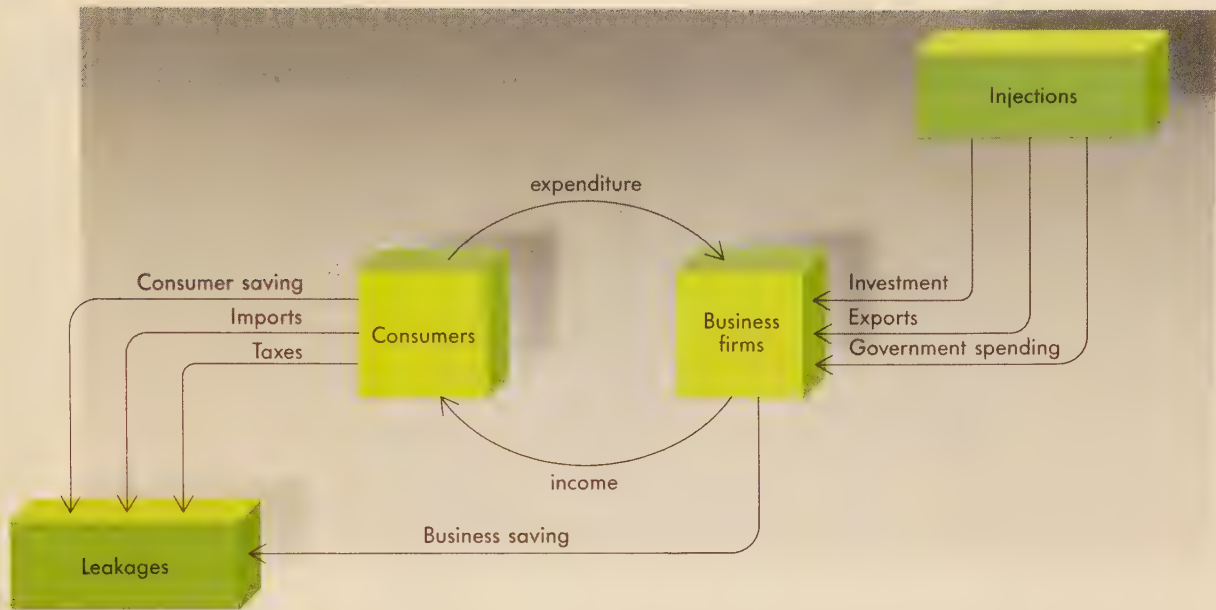 Injections
expenditure
Consumer saving
Imports
Taxes
Consumers
Business
firms
Investment
Exports
Government spending
income
Business saving
Leakages